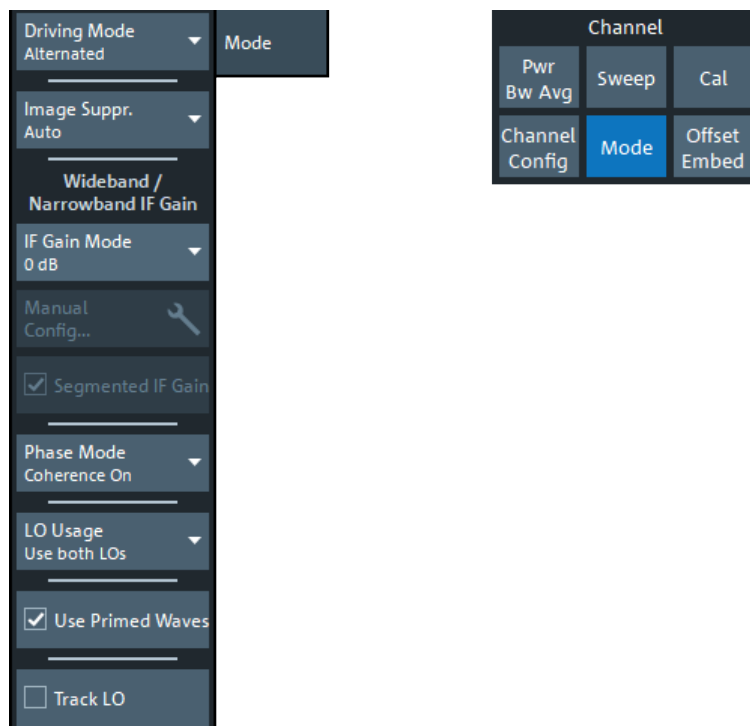 Driving Mode
Alternated
Mode
Image Suppr.
Auto
Wideband /
Narrowband IF Gain
IF Gain Mode
0 dB
Manual
Config...
Segmented IF Gain
Phase Mode
Coherence On
LO Usage
Use both LOs
Use Primed Waves
Track LO
Channel
Pwr
Bw Avg
Sweep
Cal
Channel
Config
Mode
Offset
Embed